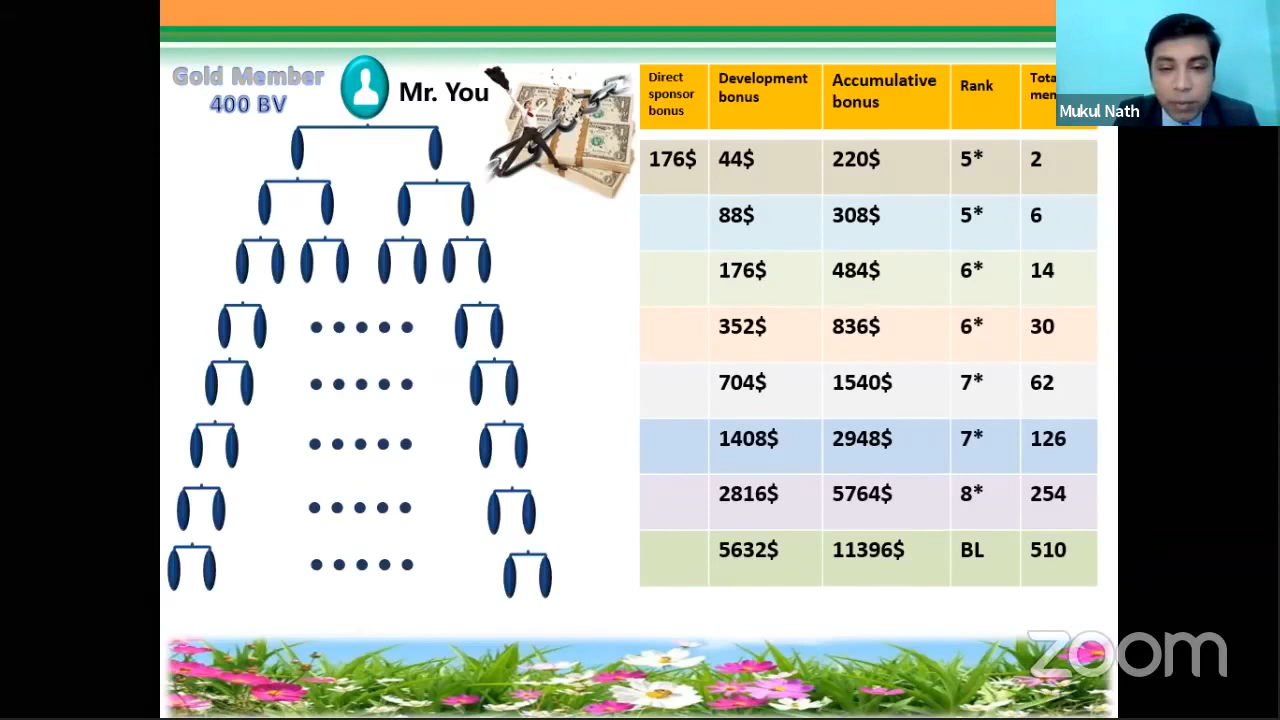 Gold Member
400 BV
Mr. You
Direct sponsor bonus
Development bonus
Accumulative bonus
Rank
Mukul Nath
176$ 44$ 220$ 5* 2
88$ 308$ 5* 6
176$ 484$ 6* 14
352$ 836$ 6* 30
704$ 1540$ 7* 62
1408$ 2948$ 7* 126
2816$ 5764$ 8* 254
5632$ 11396$ BL 510
zoom